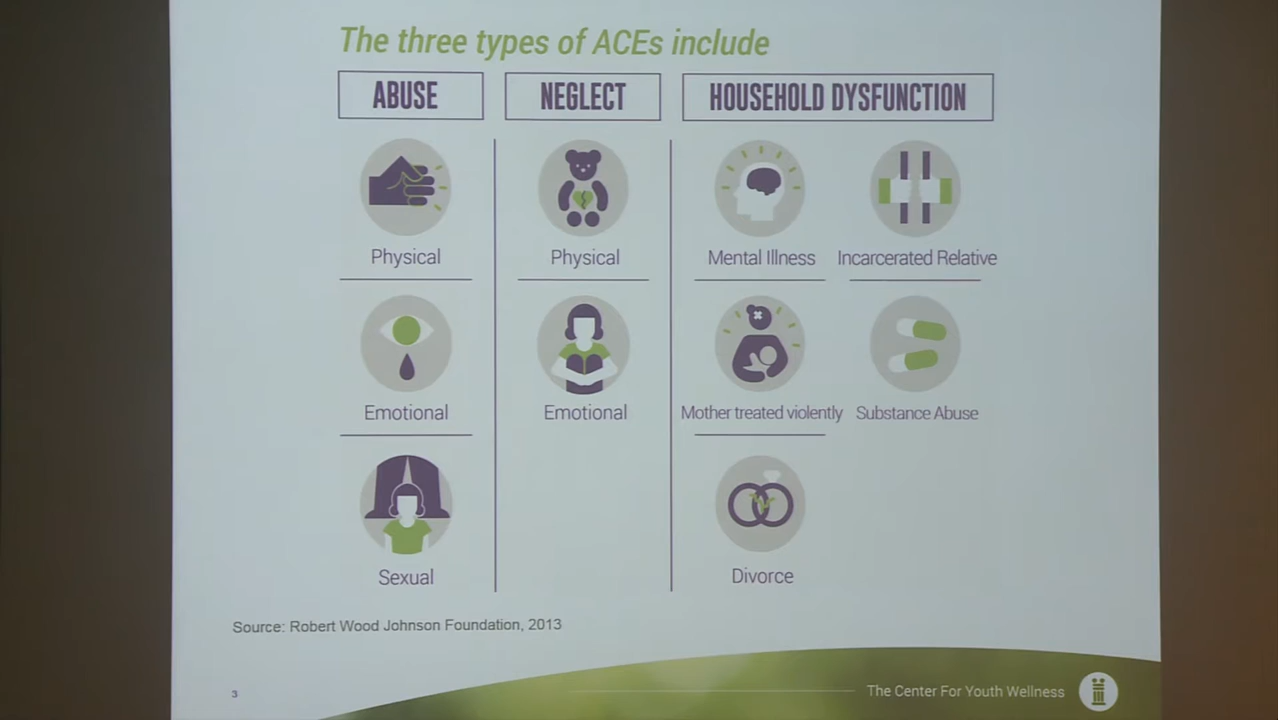 The three types of ACEs include
ABUSE
NEGLECT
HOUSEHOLD DYSFUNCTION
Physical
Physical
Mental Illness
Incarcerated Relative
Emotional
Emotional
Mother treated violently
Substance Abuse
Sexual
Divorce
Source: Robert Wood Johnson Foundation, 2013
3
The Center For Youth Wellness